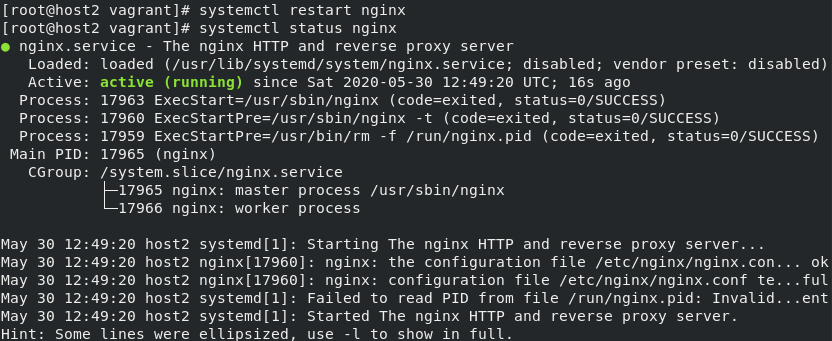 [root@host2 vagrant]# systemctl restart nginx
[root@host2 vagrant]# systemctl status nginx
● nginx.service - The nginx HTTP and reverse proxy server
   Loaded: loaded (/usr/lib/systemd/system/nginx.service; disabled; vendor preset: disabled)
   Active: active (running) since Sat 2020-05-30 12:49:20 UTC; 16s ago
  Process: 17963 ExecStart=/usr/sbin/nginx (code=exited, status=0/SUCCESS)
  Process: 17960 ExecStartPre=/usr/sbin/nginx -t (code=exited, status=0/SUCCESS)
  Process: 17959 ExecStartPre=/usr/bin/rm -f /run/nginx.pid (code=exited, status=0/SUCCESS)
 Main PID: 17965 (nginx)
   CGroup: /system.slice/nginx.service
           ├─17965 nginx: master process /usr/sbin/nginx
           └─17966 nginx: worker process

May 30 12:49:20 host2 systemd[1]: Starting The nginx HTTP and reverse proxy server...
May 30 12:49:20 host2 nginx[17960]: nginx: the configuration file /etc/nginx/nginx.con... ok
May 30 12:49:20 host2 nginx[17960]: nginx: configuration file /etc/nginx/nginx.conf te...ful
May 30 12:49:20 host2 systemd[1]: Failed to read PID from file /run/nginx.pid: Invalid...ent
May 30 12:49:20 host2 systemd[1]: Started The nginx HTTP and reverse proxy server.
Hint: Some lines were ellipsized, use -l to show in full.